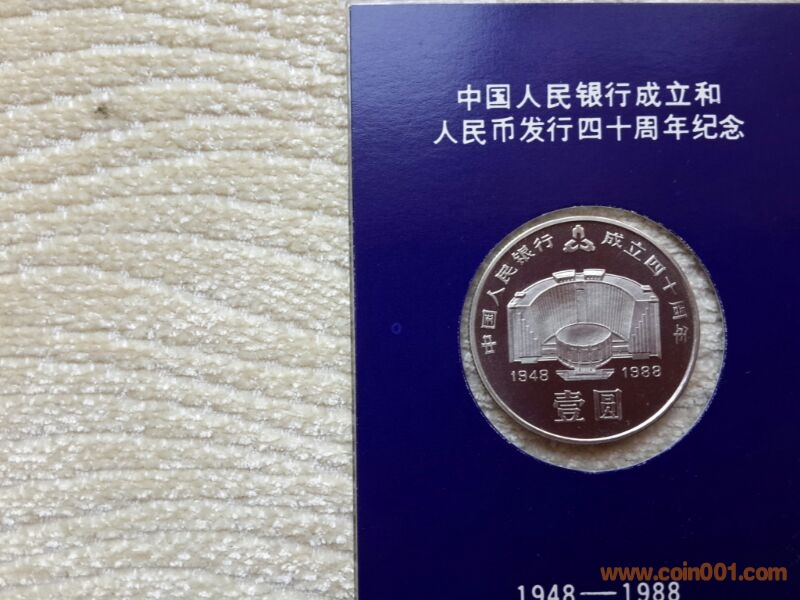 中国人民银行成立和
人民币发行四十周年纪念
中国人民银行 成立四十周年
1948 1988
壹圆
1948—1988
www.coin001.com